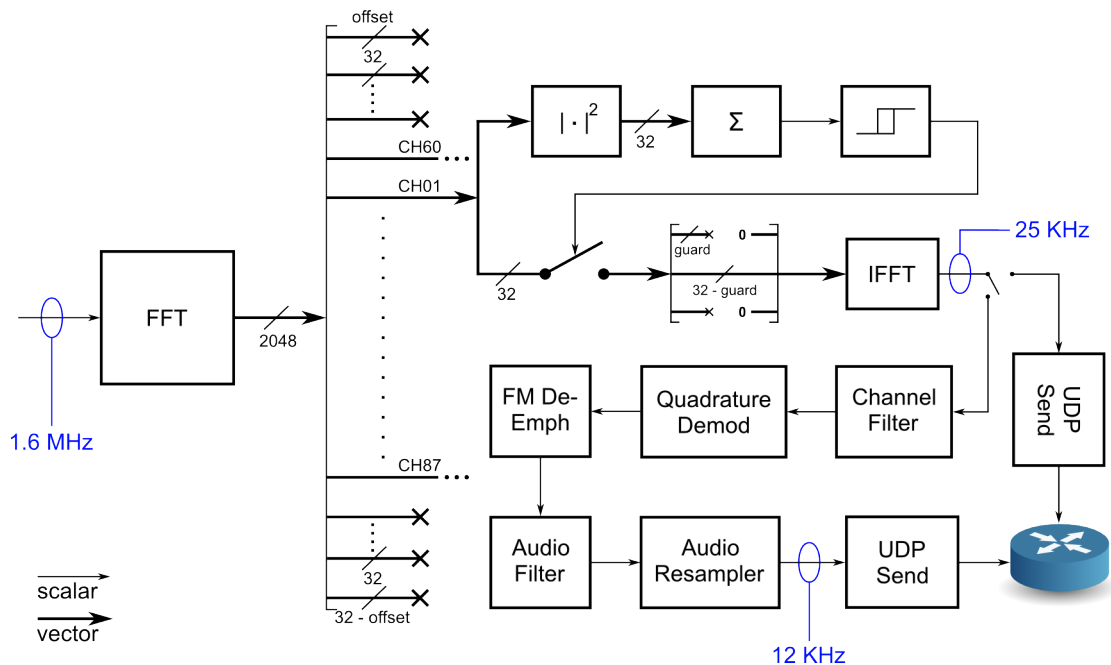 offset
32
32
CH60
CH01
| · |²
32
Σ
32
guard
0
32 - guard
0
IFFT
25 KHz
FFT
2048
1.6 MHz
FM De-
Emph
Quadrature
Demod
Channel
Filter
UDP
Send
CH87
Audio
Filter
Audio
Resampler
UDP
Send
32
32 - offset
12 KHz
scalar
vector